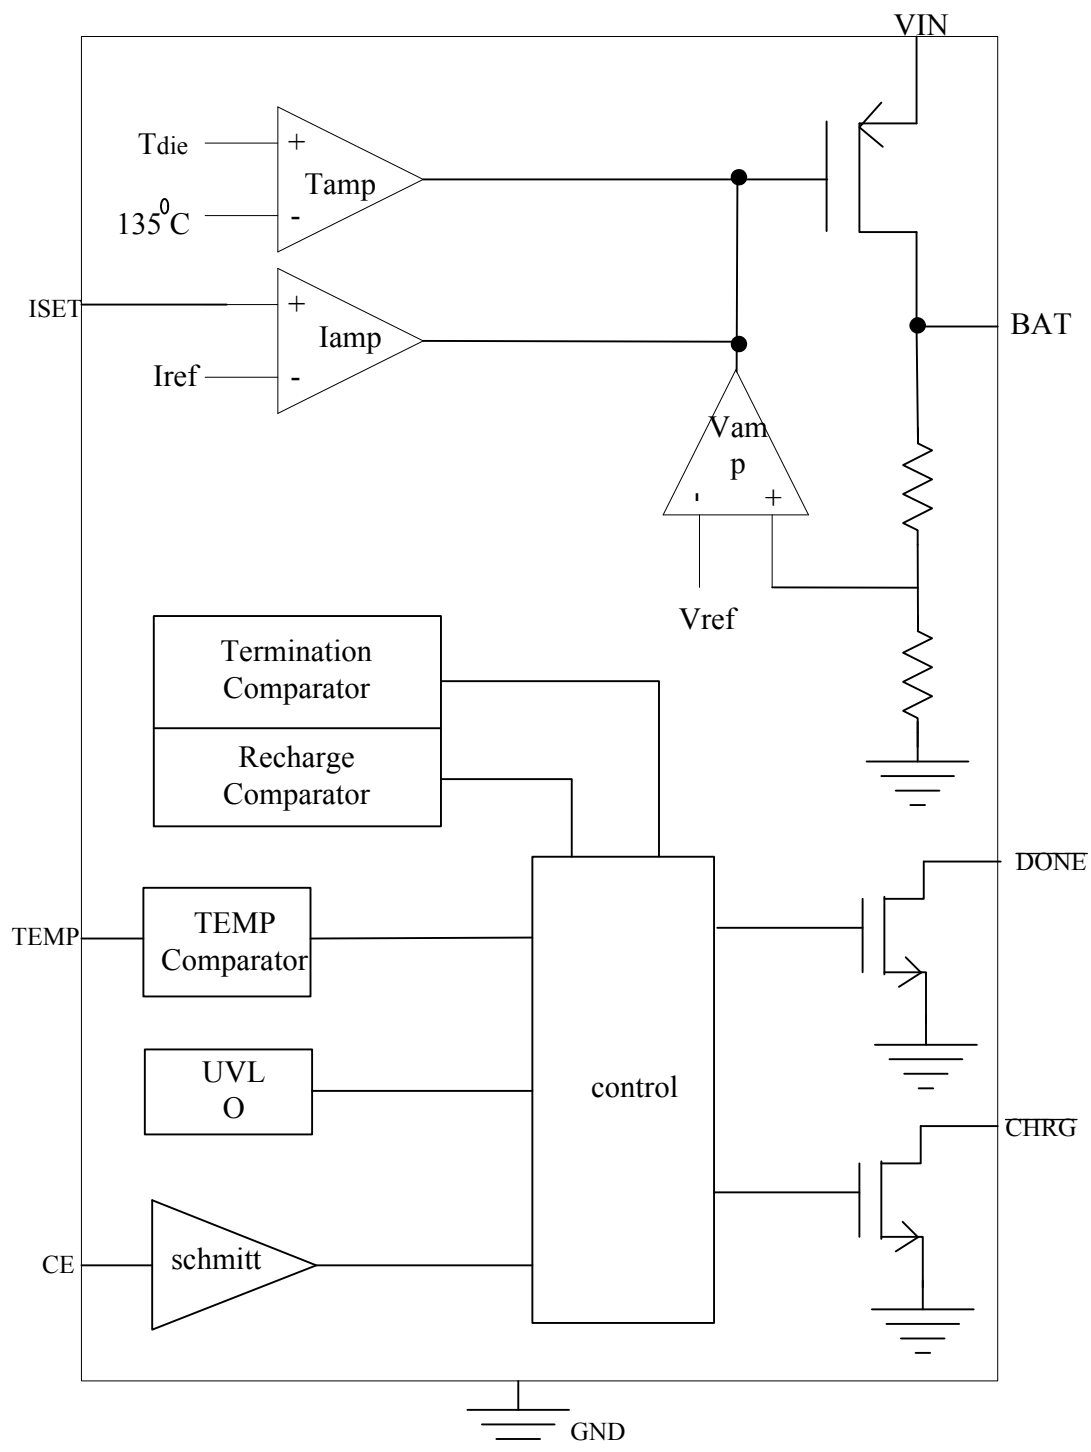 VIN
Tdie
+
Tamp
135⁰C
-
ISET
+
Iamp
BAT
Iref
-
Vam
p
-
+
Vref
Termination
Comparator
Recharge
Comparator
DONE
TEMP
TEMP
Comparator
UVL
O
control
CHRG
CE
schmitt
GND